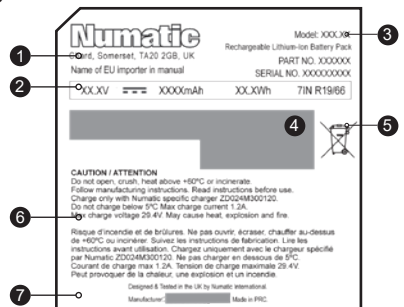 Numatic
Model: XXX.X
3
1
Chard, Somerset, TA20 2GB, UK
Rechargeable Lithium-Ion Battery Pack
Name of EU importer in manual
PART NO. XXXXXX
SERIAL NO. XXXXXXXXX
2
XX.XV
XXXXmAh
XX.XWh
7IN R19/66
4
5
CAUTION / ATTENTION
Do not open, crush, heat above +60ºC or incinerate.
Follow manufacturing instructions. Read instructions before use.
Charge only with Numatic specific charger ZD024M300120.
Do not charge below 5ºC Max charge current 1.2A.
6
Max charge voltage 29.4V. May cause heat, explosion and fire.
Risque d'incendie et de brûlures. Ne pas ouvrir, écraser, chauffer au-dessus
de +60ºC ou incinérer. Suivez les instructions de fabrication. Lire les
instructions avant utilisation. Chargez uniquement avec le chargeur spécifié
par Numatic ZD024M300120. Ne pas charger en dessous de 5ºC.
Courant de charge max 1.2A. Tension de charge maximale 29.4V.
Peut provoquer de la chaleur, une explosion et un incendie.
Designed & Tested in the UK by Numatic International.
7
Manufacturer:
Made in PRC